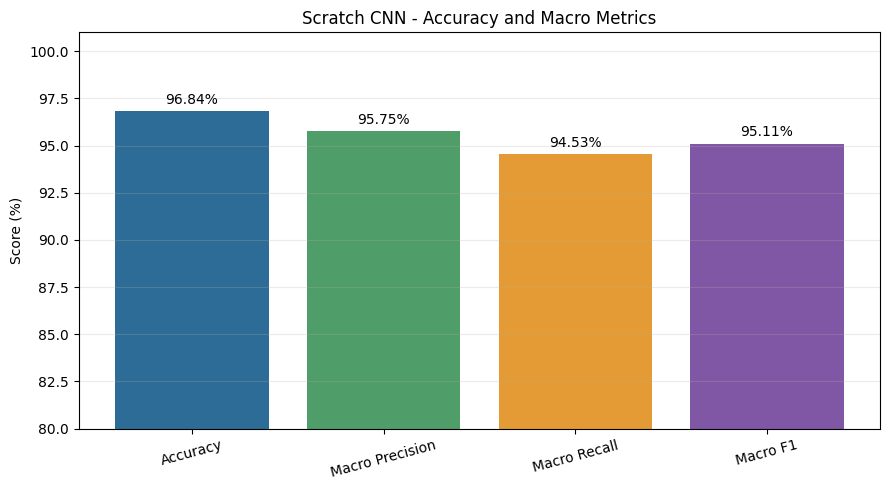 Scratch CNN - Accuracy and Macro Metrics
100.0
97.5
95.0
92.5
90.0
87.5
85.0
82.5
80.0
Score (%)
96.84%
95.75%
94.53%
95.11%
Accuracy
Macro Precision
Macro Recall
Macro F1